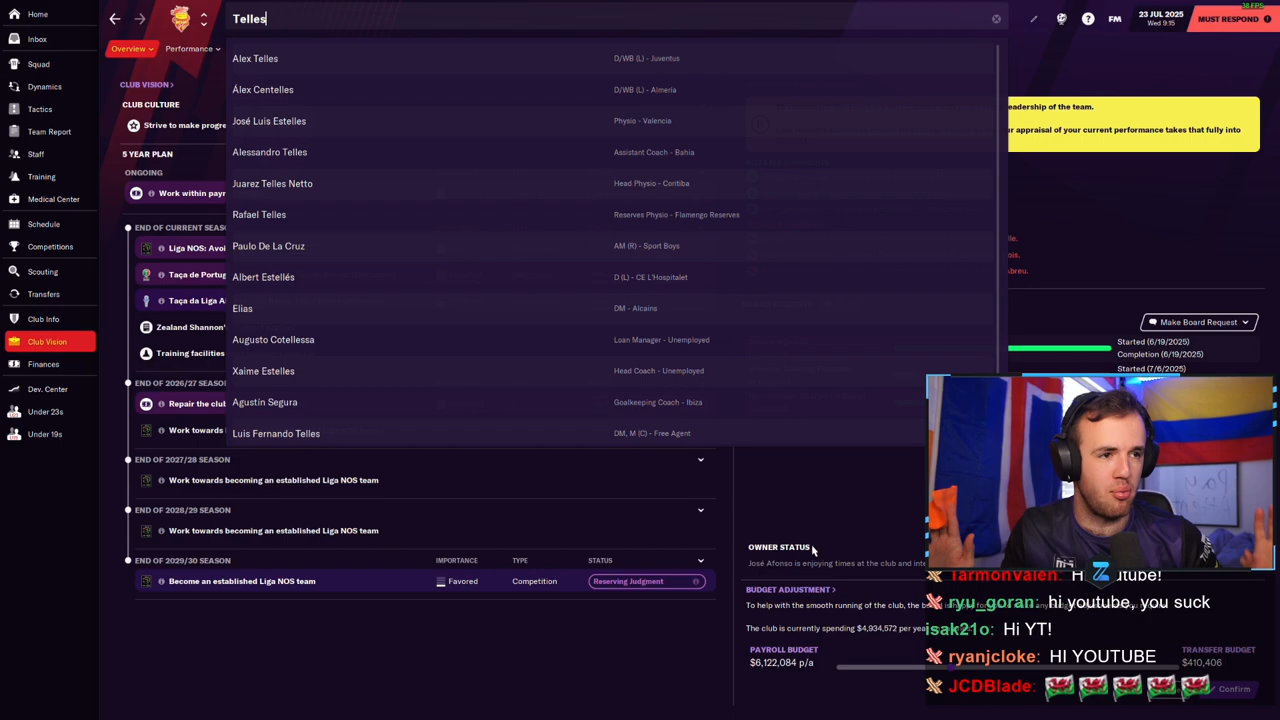 38 FPS
Home
Telles
FM
23 JUL 2025
Wed 9:15
MUST RESPOND
Inbox
Overview
Performance
Squad
Dynamics
Tactics
Team Report
Staff
Training
Medical Center
Schedule
Competitions
Scouting
Transfers
Club Info
Club Vision
Finances
Dev. Center
Under 23s
Under 19s
CLUB VISION >
CLUB CULTURE
Strive to make progre
5 YEAR PLAN
ONGOING
Work within payr
END OF CURRENT SEASO
Liga NOS: Avoi
Taça de Portug
Taça da Liga Al
Zealand Shannon's
Training facilities
END OF 2026/27 SEASO
Repair the clul
Work towards
END OF 2027/28 SEASON
Work towards becoming an established Liga NOS team
END OF 2028/29 SEASON
Work towards becoming an established Liga NOS team
END OF 2029/30 SEASON IMPORTANCE TYPE STATUS
Become an established Liga NOS team Favored Competition Reserving Judgment
Alex Telles D/WB (L) - Juventus
Álex Centelles D/WB (L) - Almería
José Luis Estelles Physio - Valencia
Alessandro Telles Assistant Coach - Bahia
Juarez Telles Netto Head Physio - Coritiba
Rafael Telles Reserves Physio - Flamengo Reserves
Paulo De La Cruz AM (R) - Sport Boys
Albert Estellés D (L) - CE L'Hospitalet
Elias DM - Alcains
Augusto Cotellessa Loan Manager - Unemployed
Xaime Estelles Head Coach - Unemployed
Agustín Segura Goalkeeping Coach - Ibiza
Luis Fernando Telles DM, M (C) - Free Agent
eadership of the team.
ur appraisal of your current performance takes that fully into
lle.
ois.
Abreu.
Make Board Request
Started (6/19/2025)
Completion (6/19/2025)
Started (7/6/2025)
OWNER STATUS
José Afonso is enjoying times at the club and inte
BUDGET ADJUSTMENT >
To help with the smooth running of the club, the
The club is currently spending $4,934,572 per yea
PAYROLL BUDGET
$6,122,084 p/a
TRANSFER BUDGET
$410,406
Confirm
TarmonValen: H utube!
ryu_goran: hi youtube, you suck
isak21o: Hi YT!
ryanjcloke: HI YOUTUBE
JCDBlade: